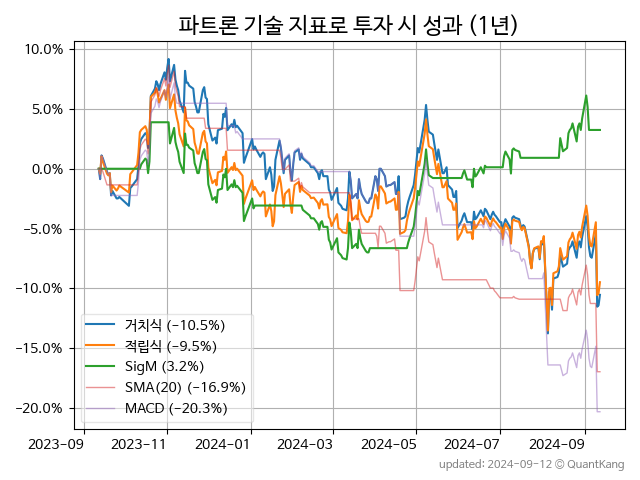 파트론 기술 지표로 투자 시 성과 (1년)
10.0%
5.0%
0.0%
−5.0%
−10.0%
−15.0%
−20.0%
거치식 (−10.5%)
적립식 (−9.5%)
SigM (3.2%)
SMA(20) (−16.9%)
MACD (−20.3%)
2023-09 2023-11 2024-01 2024-03 2024-05 2024-07 2024-09
updated: 2024-09-12 © QuantKang